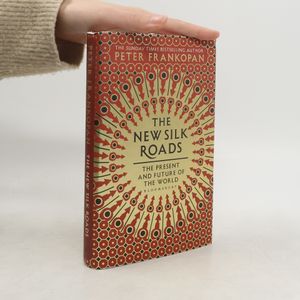 THE SUNDAY TIMES BESTSELLING AUTHOR
PETER FRANKOPAN
THE
NEW SILK
ROADS
THE PRESENT
AND FUTURE OF
THE WORLD
BLOOMSBURY
THE NEW SILK ROADS